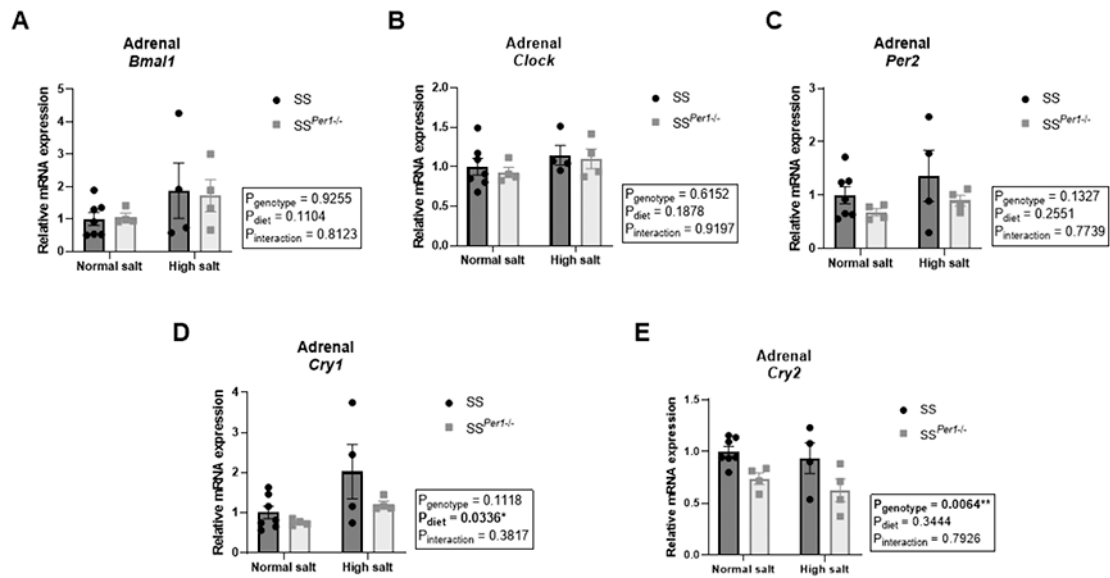 A
Adrenal
Bmal1
Relative mRNA expression
5
4
3
2
1
0
Normal salt
High salt
SS
SSPer1-/-
Pgenotype = 0.9255
Pdiet = 0.1104
Pinteraction = 0.8123
B
Adrenal
Clock
Relative mRNA expression
2.0
1.5
1.0
0.5
0.0
Normal salt
High salt
SS
SSPer1-/-
Pgenotype = 0.6152
Pdiet = 0.1878
Pinteraction = 0.9197
C
Adrenal
Per2
Relative mRNA expression
3
2
1
0
Normal salt
High salt
SS
SSPer1-/-
Pgenotype = 0.1327
Pdiet = 0.2551
Pinteraction = 0.7739
D
Adrenal
Cry1
Relative mRNA expression
4
3
2
1
0
Normal salt
High salt
SS
SSPer1-/-
Pgenotype = 0.1118
Pdiet = 0.0336*
Pinteraction = 0.3817
E
Adrenal
Cry2
Relative mRNA expression
1.5
1.0
0.5
0.0
Normal salt
High salt
SS
SSPer1-/-
Pgenotype = 0.0064**
Pdiet = 0.3444
Pinteraction = 0.7926